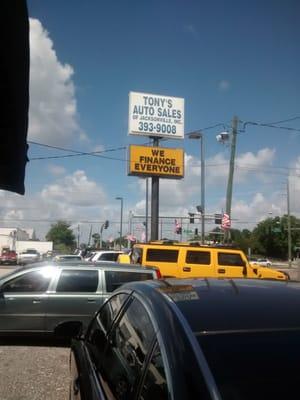 TONY'S
AUTO SALES
OF JACKSONVILLE, INC.
393-9008
WE
FINANCE
EVERYONE